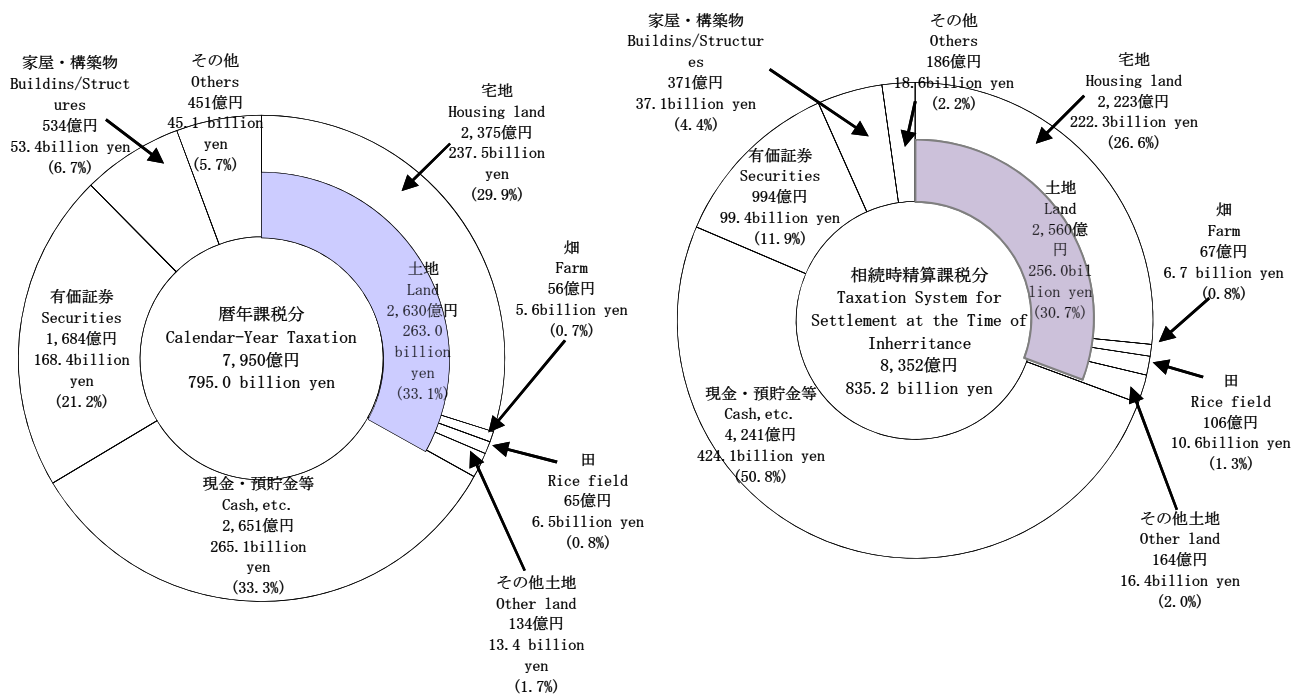 家屋・構築物
Buildins/Struct
ures
534億円
53.4billion yen
(6.7%)
その他
Others
451億円
45.1 billion
yen
(5.7%)
宅地
Housing land
2,375億円
237.5billion
yen
(29.9%)
土地
Land
2,630億円
263.0
billion
yen
(33.1%)
畑
Farm
56億円
5.6billion yen
(0.7%)
有価証券
Securities
1,684億円
168.4billion
yen
(21.2%)
暦年課税分
Calendar-Year Taxation
7,950億円
795.0 billion yen
現金・預貯金等
Cash,etc.
2,651億円
265.1billion
yen
(33.3%)
田
Rice field
65億円
6.5billion yen
(0.8%)
その他土地
Other land
134億円
13.4 billion
yen
(1.7%)
家屋・構築物
Buildins/Structur
es
371億円
37.1billion yen
(4.4%)
その他
Others
186億円
18.6billion yen
(2.2%)
宅地
Housing land
2,223億円
222.3billion yen
(26.6%)
有価証券
Securities
994億円
99.4billion yen
(11.9%)
土地
Land
2,560億
円
256.0bil
lion yen
(30.7%)
畑
Farm
67億円
6.7 billion yen
(0.8%)
相続時精算課税分
Taxation System for
Settlement at the Time of
Inherritance
8,352億円
835.2 billion yen
現金・預貯金等
Cash,etc.
4,241億円
424.1billion yen
(50.8%)
田
Rice field
106億円
10.6billion yen
(1.3%)
その他土地
Other land
164億円
16.4billion yen
(2.0%)